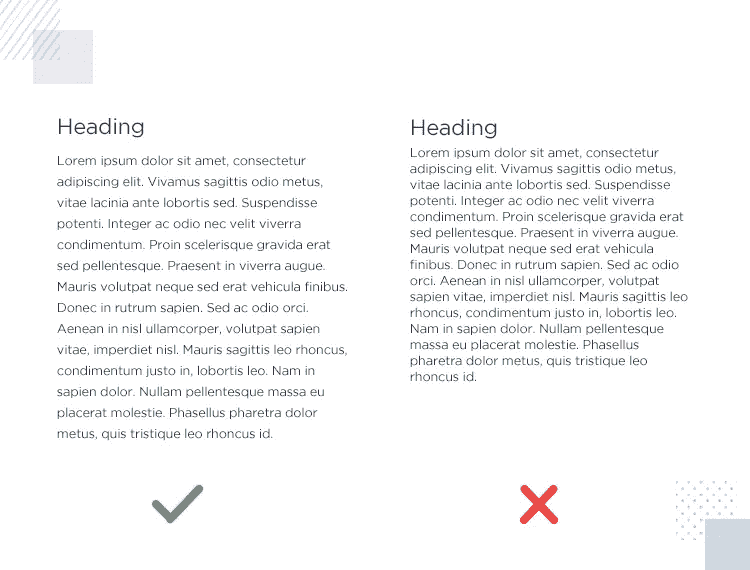 Heading
Lorem ipsum dolor sit amet, consectetur
adipiscing elit. Vivamus sagittis odio metus,
vitae lacinia ante lobortis sed. Suspendisse
potenti. Integer ac odio nec velit viverra
condimentum. Proin scelerisque gravida erat
sed pellentesque. Praesent in viverra augue.
Mauris volutpat neque sed erat vehicula finibus.
Donec in rutrum sapien. Sed ac odio orci.
Aenean in nisl ullamcorper, volutpat sapien
vitae, imperdiet nisl. Mauris sagittis leo rhoncus,
condimentum justo in, lobortis leo. Nam in
sapien dolor. Nullam pellentesque massa eu
placerat molestie. Phasellus pharetra dolor
metus, quis tristique leo rhoncus id.
Heading
Lorem ipsum dolor sit amet, consectetur
adipiscing elit. Vivamus sagittis odio metus,
vitae lacinia ante lobortis sed. Suspendisse
potenti. Integer ac odio nec velit viverra
condimentum. Proin scelerisque gravida erat
sed pellentesque. Praesent in viverra augue.
Mauris volutpat neque sed erat vehicula
finibus. Donec in rutrum sapien. Sed ac odio
orci. Aenean in nisl ullamcorper, volutpat
sapien vitae, imperdiet nisl. Mauris sagittis leo
rhoncus, condimentum justo in, lobortis leo.
Nam in sapien dolor. Nullam pellentesque
massa eu placerat molestie. Phasellus
pharetra dolor metus, quis tristique leo
rhoncus id.